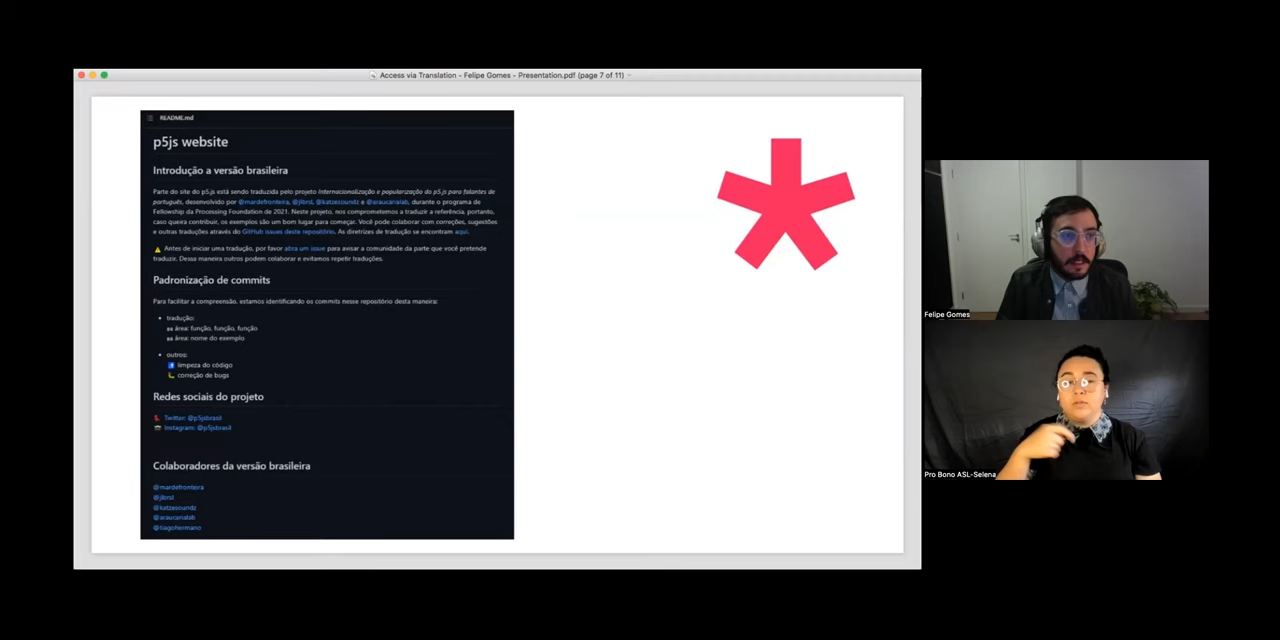 Access via Translation - Felipe Gomes - Presentation.pdf (page 7 of 11)
README.md
p5js website
Introdução a versão brasileira
Parte do site do p5.js está sendo traduzida pelo projeto Internacionalização e popularização do p5.js para falantes de
português, desenvolvido por @mardefronteira, @jlbrsl, @katzesoundz e @araucarialab, durante o programa de
Fellowship da Processing Foundation de 2021. Neste projeto, nos comprometemos a traduzir a referência, portanto,
caso queira contribuir, os exemplos são um bom lugar para começar. Você pode colaborar com correções, sugestões
e outras traduções através do GitHub issues deste repositório. As diretrizes de tradução se encontram aqui.
Antes de iniciar uma tradução, por favor abra um issue para avisar a comunidade da parte que você pretende
traduzir. Dessa maneira outros podem colaborar e evitamos repetir traduções.
Padronização de commits
Para facilitar a compreensão, estamos identificando os commits nesse repositório desta maneira:
tradução:
área: função, função, função
área: nome do exemplo
outros:
limpeza do código
correção de bugs
Redes sociais do projeto
Twitter: @p5jsbrasil
Instagram: @p5jsbrasil
Colaboradores da versão brasileira
@mardefronteira
@jlbrsl
@katzesoundz
@araucarialab
@tiagohermano
Felipe Gomes
Pro Bono ASL-Selena